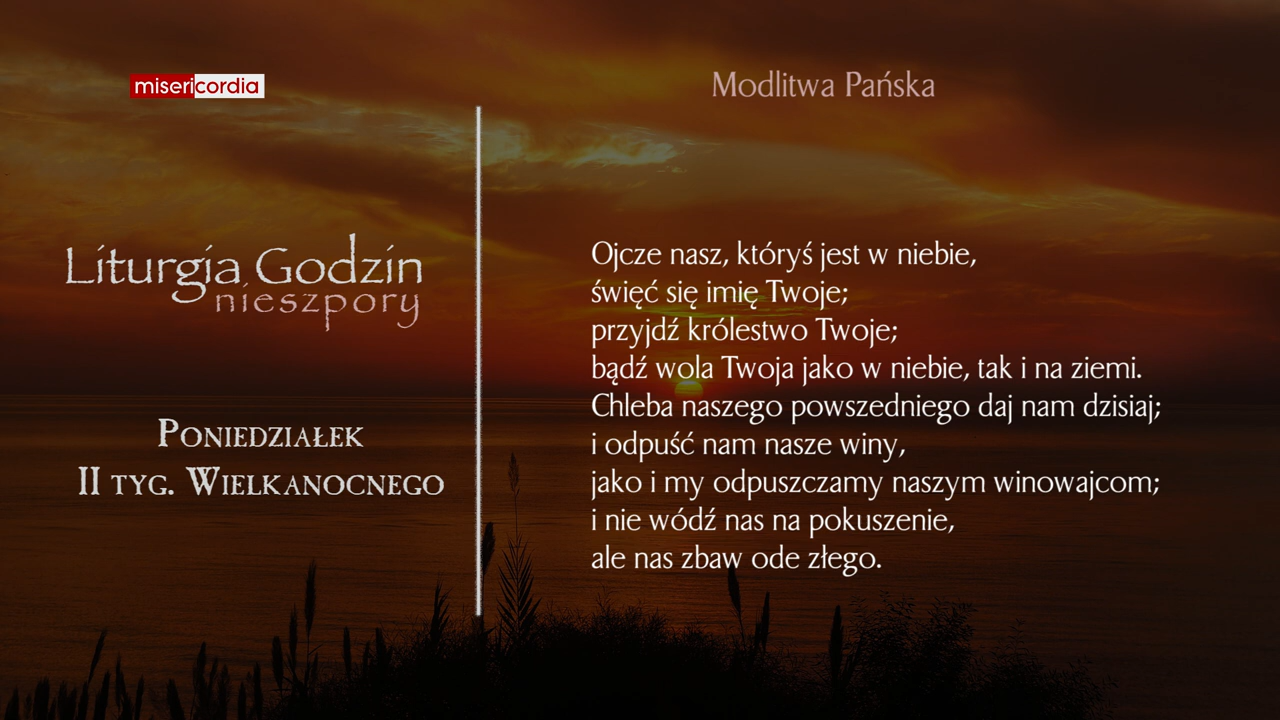 misericordia
Liturgia Godzin
nieszpory
Poniedziałek
II tyg. Wielkanocnego
Modlitwa Pańska
Ojcze nasz, któryś jest w niebie,
święć się imię Twoje;
przyjdź królestwo Twoje;
bądź wola Twoja jako w niebie, tak i na ziemi.
Chleba naszego powszedniego daj nam dzisiaj;
i odpuść nam nasze winy,
jako i my odpuszczamy naszym winowajcom;
i nie wódź nas na pokuszenie,
ale nas zbaw ode złego.